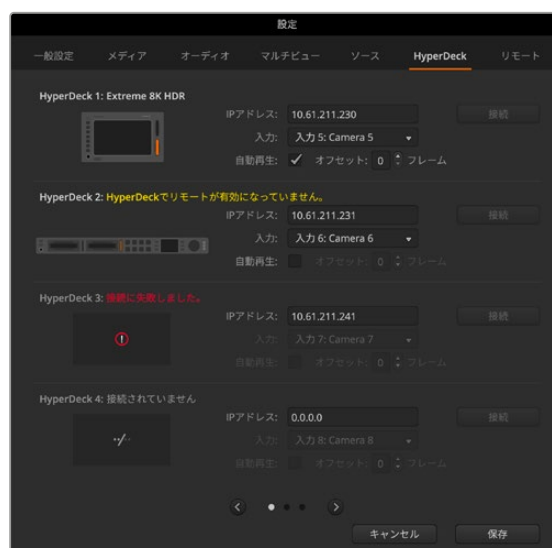 設定
一般設定 メディア オーディオ マルチビュー ソース HyperDeck リモート
HyperDeck 1: Extreme 8K HDR
IPアドレス: 10.61.211.230 接続
入力: 入力 5: Camera 5
自動再生: オフセット: 0 フレーム
HyperDeck 2: HyperDeckでリモートが有効になっていません。
IPアドレス: 10.61.211.231 接続
入力: 入力 6: Camera 6
自動再生: オフセット: 0 フレーム
HyperDeck 3: 接続に失敗しました。
IPアドレス: 10.61.211.241 接続
入力: 入力 7: Camera 7
自動再生: オフセット: 0 フレーム
HyperDeck 4: 接続されていません
IPアドレス: 0.0.0.0 接続
入力: 入力 8: Camera 8
自動再生: オフセット: 0 フレーム
キャンセル 保存